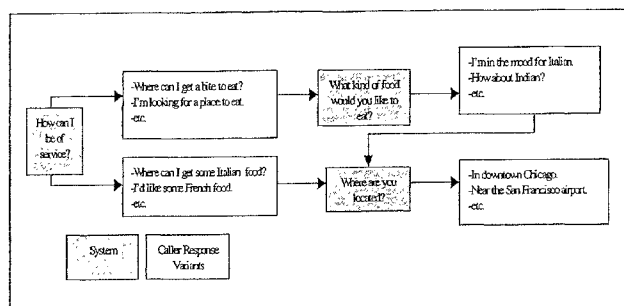 How can I
be of
service?
-Where can I get a bite to eat?
-I'm looking for a place to eat.
-etc.
What kind of food
would you like to
eat?
-I'm in the mood for Italian.
-How about Indian?
-etc.
-Where can I get some Italian food?
-I'd like some French food.
-etc.
Where are you
located?
-In downtown Chicago.
-Near the San Francisco airport.
-etc.
System
Caller Response
Variants